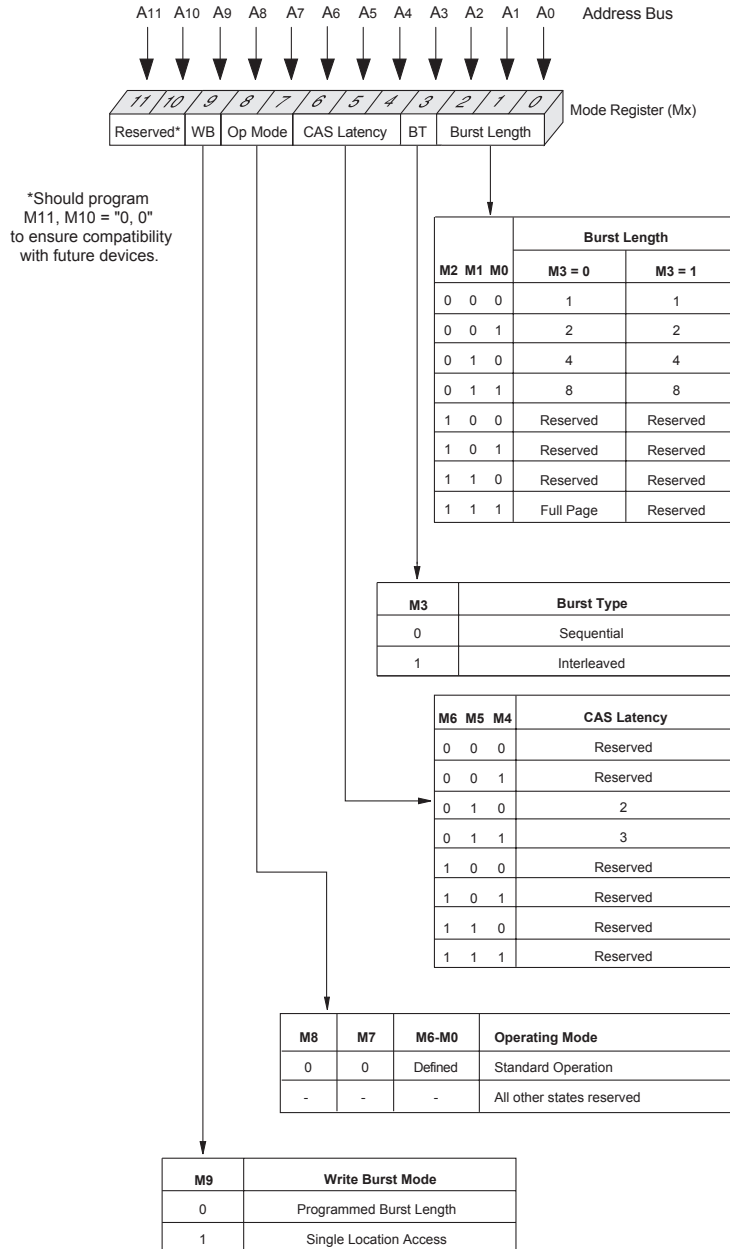 A11 A10 A9 A8 A7 A6 A5 A4 A3 A2 A1 A0 Address Bus
11 10 9 8 7 6 5 4 3 2 1 0 Mode Register (Mx)
Reserved* WB Op Mode CAS Latency BT Burst Length
*Should program
M11, M10 = "0, 0"
to ensure compatibility
with future devices.
Burst Length
M2 M1 M0 M3 = 0 M3 = 1
0 0 0 1 1
0 0 1 2 2
0 1 0 4 4
0 1 1 8 8
1 0 0 Reserved Reserved
1 0 1 Reserved Reserved
1 1 0 Reserved Reserved
1 1 1 Full Page Reserved
M3 Burst Type
0 Sequential
1 Interleaved
M6 M5 M4 CAS Latency
0 0 0 Reserved
0 0 1 Reserved
0 1 0 2
0 1 1 3
1 0 0 Reserved
1 0 1 Reserved
1 1 0 Reserved
1 1 1 Reserved
M8 M7 M6-M0 Operating Mode
0 0 Defined Standard Operation
- - - All other states reserved
M9 Write Burst Mode
0 Programmed Burst Length
1 Single Location Access